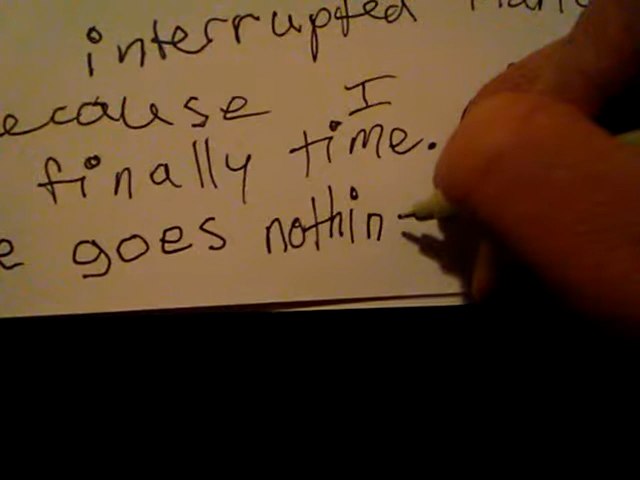 interrupted
ecause I
finally time.
e goes nothin